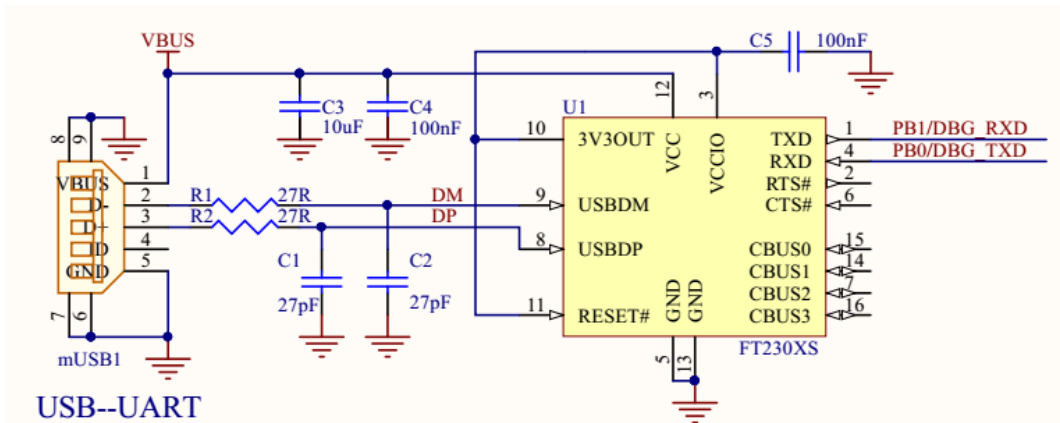 VBUS
C5
100nF
8
9
C3
10uF
C4
100nF
12
3
U1
VBUS
1
10
3V3OUT
VCC
VCCIO
TXD
1
PB1/DBG_RXD
D-
2
R1
27R
DM
9
USBDM
RXD
4
PB0/DBG_TXD
D+
3
R2
27R
DP
RTS#
2
CTS#
6
ID
4
8
USBDP
CBUS0
15
GND
5
C1
27pF
C2
27pF
CBUS1
14
CBUS2
7
11
RESET#
GND
GND
CBUS3
16
7
6
mUSB1
5
13
FT230XS
USB--UART